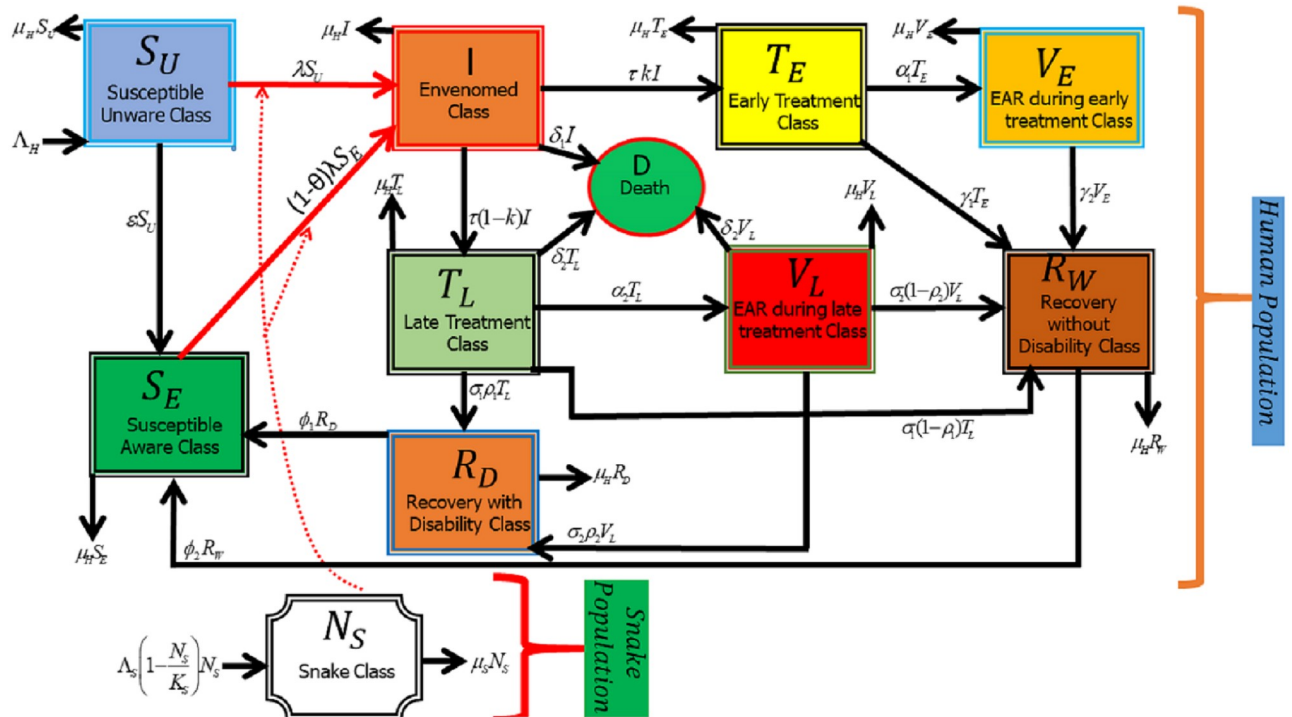 μ_H S_U
S_U
Susceptible
Unware Class
Λ_H
λS_U
εS_U
(1-θ)λS_E
μ_H I
I
Envenomed
Class
τkI
δ_1 I
τ(1−k)I
μ_H T_E
T_E
Early Treatment
Class
α_1 T_E
γ_1 T_E
μ_H V_E
V_E
EAR during early
treatment Class
γ_2 V_E
D
Death
μ_H T_L
δ_2 T_L
δ_2 V_L
μ_H V_L
T_L
Late Treatment
Class
α_2 T_L
V_L
EAR during late
treatment Class
σ_2(1−ρ_2)V_L
R_W
Recovery
without
Disability Class
μ_H R_W
S_E
Susceptible
Aware Class
μ_H S_E
σ_1 ρ_1 T_L
σ_1(1−ρ_1)T_L
ϕ_1 R_D
R_D
Recovery with
Disability Class
μ_H R_D
σ_2 ρ_2 V_L
ϕ_2 R_W
Human Population
Λ_S(1−N_S/K_S)N_S
N_S
Snake Class
μ_S N_S
Snake
Population